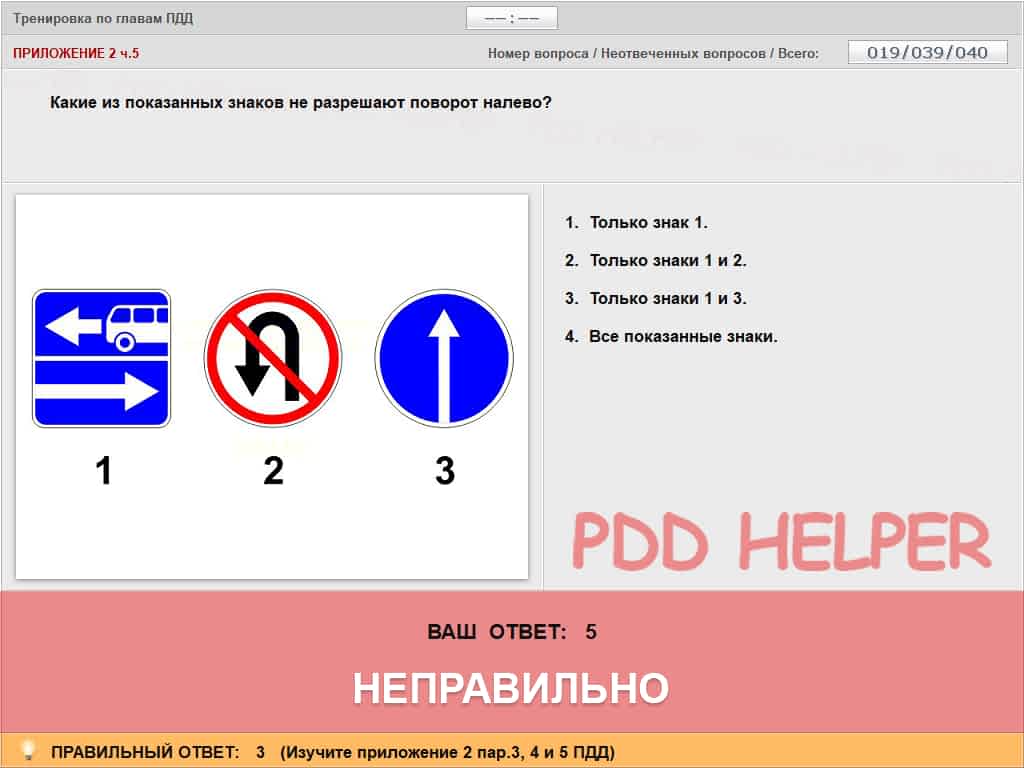 Тренировка по главам ПДД
–– : ––
ПРИЛОЖЕНИЕ 2 ч.5
Номер вопроса / Неотвеченных вопросов / Всего: 019/039/040
Какие из показанных знаков не разрешают поворот налево?
1 2 3
1. Только знак 1.
2. Только знаки 1 и 2.
3. Только знаки 1 и 3.
4. Все показанные знаки.
PDD HELPER
ВАШ ОТВЕТ: 5
НЕПРАВИЛЬНО
ПРАВИЛЬНЫЙ ОТВЕТ: 3 (Изучите приложение 2 пар.3, 4 и 5 ПДД)